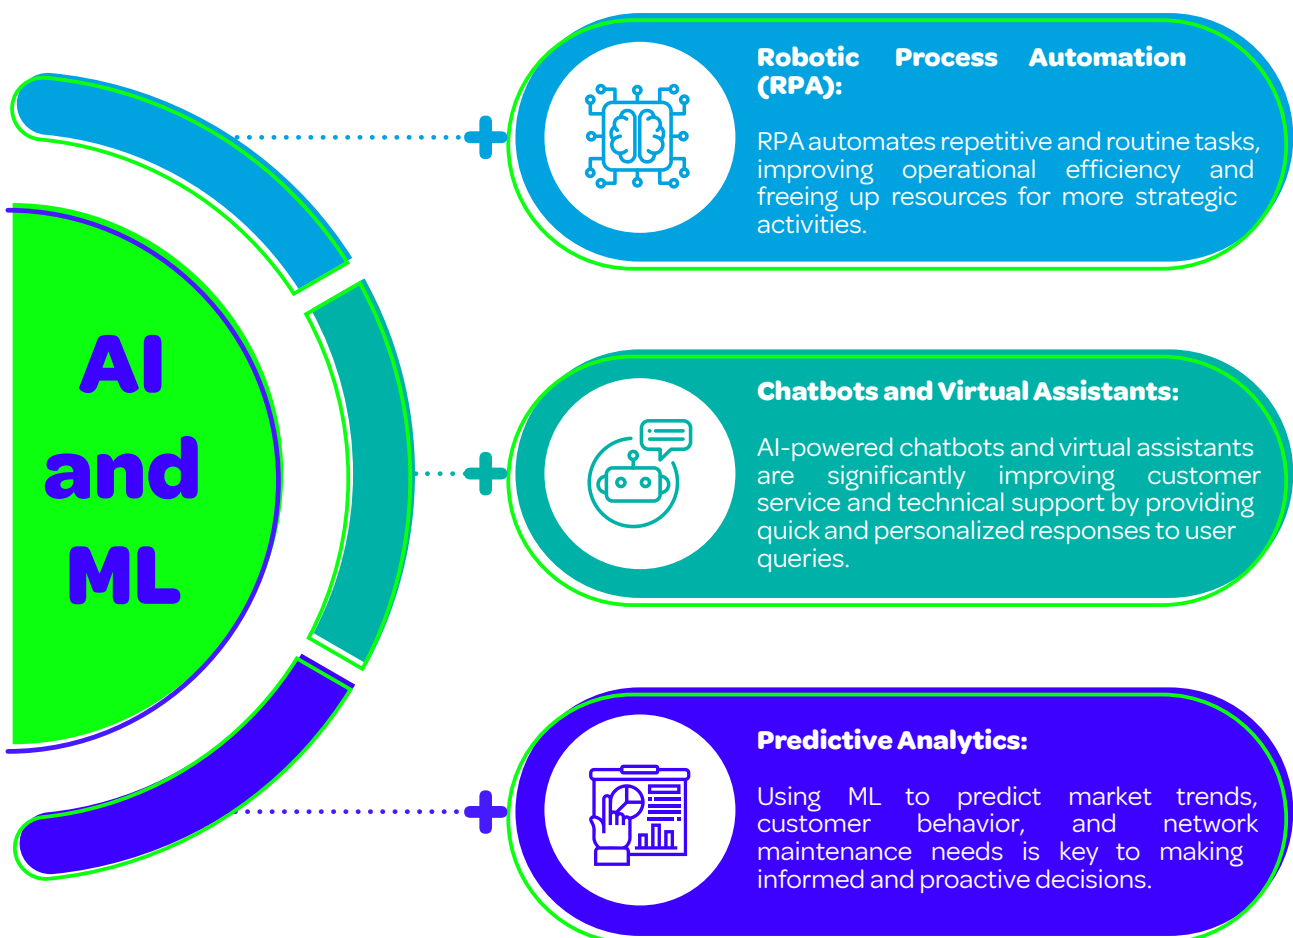 AI
and
ML
Robotic Process Automation
(RPA):
RPA automates repetitive and routine tasks,
improving operational efficiency and
freeing up resources for more strategic
activities.
Chatbots and Virtual Assistants:
AI-powered chatbots and virtual assistants
are significantly improving customer
service and technical support by providing
quick and personalized responses to user
queries.
Predictive Analytics:
Using ML to predict market trends,
customer behavior, and network
maintenance needs is key to making
informed and proactive decisions.